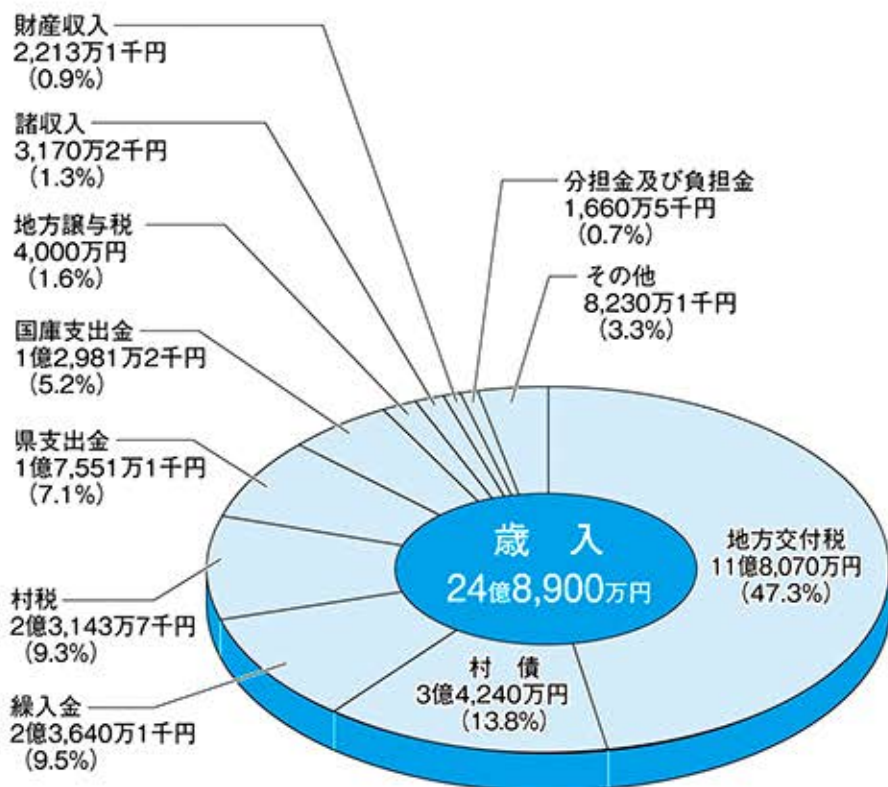 財産収入
2,213万1千円
(0.9%)
諸収入
3,170万2千円
(1.3%)
地方譲与税
4,000万円
(1.6%)
国庫支出金
1億2,981万2千円
(5.2%)
県支出金
1億7,551万1千円
(7.1%)
村税
2億3,143万7千円
(9.3%)
繰入金
2億3,640万1千円
(9.5%)
分担金及び負担金
1,660万5千円
(0.7%)
その他
8,230万1千円
(3.3%)
歳 入
24億8,900万円
地方交付税
11億8,070万円
(47.3%)
村 債
3億4,240万円
(13.8%)